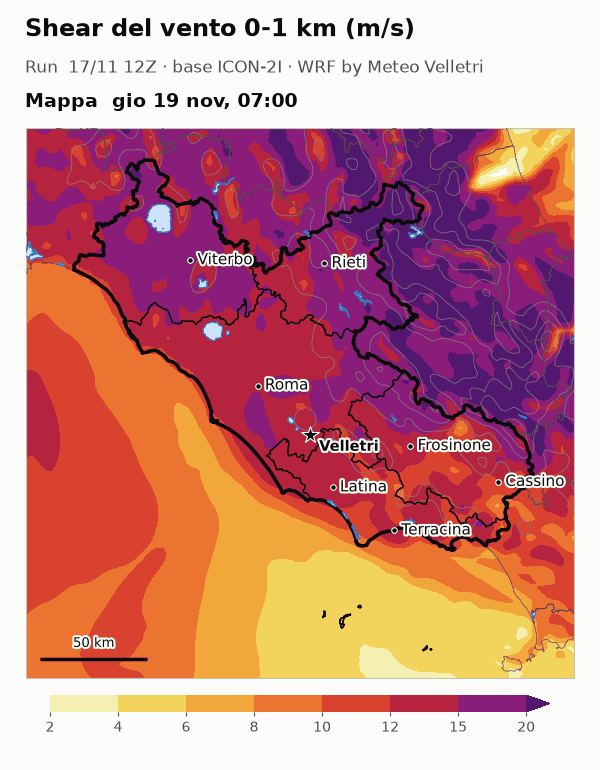 Shear del vento 0-1 km (m/s)
Run  17/11 12Z · base ICON-2I · WRF by Meteo Velletri
Mappa  gio 19 nov, 07:00
Viterbo
Rieti
Roma
Velletri
Frosinone
Latina
Cassino
Terracina
50 km
2 4 6 8 10 12 15 20